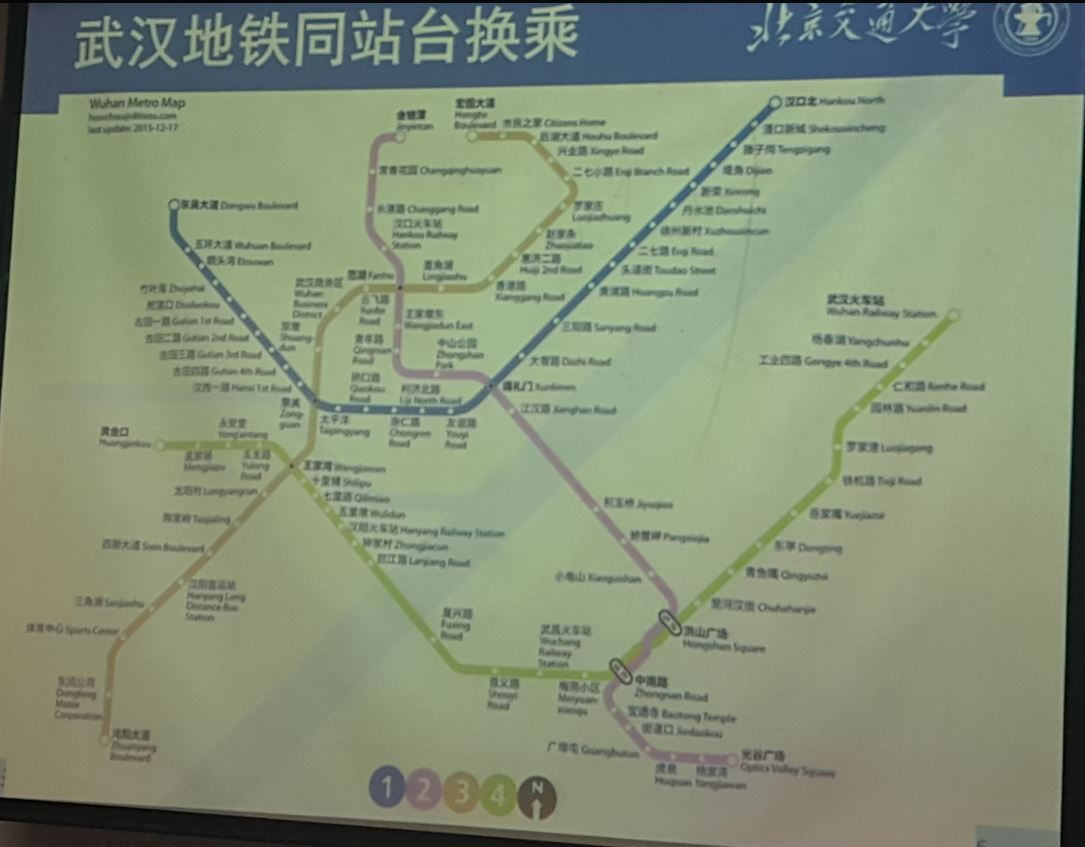 武汉地铁同站台换乘
北京交通大学
Wuhan Metro Map
last update: 2015-12-17
金银潭
Jinyintan
宏图大道
Hongtu
Boulevard
市民之家 Citizens Home
后湖大道 Houhu Boulevard
兴业路 Xingye Road
二七小路 Erqi Branch Road
罗家庄
Luojiazhuang
赵家条
Zhaojiatiao
惠济二路
Huiji 2nd Road
香港路
Xianggang Road
菱角湖
Lingjiaohu
范湖 Fanhu
云飞路
Yunfei
Road
武汉商务区
Wuhan
Business
District
双墩
Shuang-
dun
常青花园 Changqinghuayuan
长港路 Changgang Road
汉口火车站
Hankou Railway
Station
王家墩东
Wangjiadun East
青年路
Qingnian
Road
中山公园
Zhongshan
Park
汉口北 Hankou North
滠口新城 Shekouxincheng
滕子岗 Tengzigang
堤角 Dijiao
新荣 Xinrong
丹水池 Danshuichi
徐州新村 Xuzhouxincun
二七路 Erqi Road
头道街 Toudao Street
黄浦路 Huangpu Road
三阳路 Sanyang Road
大智路 Dazhi Road
循礼门 Xunlimen
江汉路 Jianghan Road
东吴大道 Dongwu Boulevard
五环大道 Wuhuan Boulevard
额头湾 Etouwan
竹叶海 Zhuyehai
舵落口 Duoluokou
古田一路 Gutian 1st Road
古田二路 Gutian 2nd Road
古田三路 Gutian 3rd Road
古田四路 Gutian 4th Road
汉西一路 Hanxi 1st Road
宗关
Zong-
guan
太平洋
Taipingyang
硚口路
Qiaokou
Road
崇仁路
Chongren
Road
利济北路
Liji North Road
友谊路
Youyi
Road
武汉火车站
Wuhan Railway Station
杨春湖 Yangchunhu
工业四路 Gongye 4th Road
仁和路 Renhe Road
园林路 Yuanlin Road
罗家港 Luojiagang
铁机路 Tieji Road
岳家嘴 Yuejiazui
东亭 Dongting
青鱼嘴 Qingyuzui
楚河汉街 Chuhehanjie
洪山广场
Hongshan Square
中南路
Zhongnan Road
宝通寺 Baotong Temple
街道口 Jiedaokou
广埠屯 Guangbutun
虎泉
Huquan
杨家湾
Yangjiawan
光谷广场
Optics Valley Square
积玉桥 Jiyuqiao
螃蟹岬 Pangxiejia
小龟山 Xiaoguishan
黄金口
Huangjinkou
孟家铺
Mengjiapu
永安堂
Yong'antang
玉龙路
Yulong
Road
王家湾 Wangjiawan
十里铺 Shilipu
七里庙 Qilimiao
五里墩 Wulidun
汉阳火车站 Hanyang Railway Station
钟家村 Zhongjiacun
拦江路 Lanjiang Road
复兴路
Fuxing
Road
首义路
Shouyi
Road
武昌火车站
Wuchang
Railway
Station
梅苑小区
Meiyuan-
xiaoqu
龙阳村 Longyangcun
陶家岭 Taojialing
四新大道 Sixin Boulevard
汉阳客运站
Hanyang Long
Distance Bus
Station
三角湖 Sanjiaohu
体育中心 Sports Center
东风公司
Dongfeng
Motor
Corporation
沌阳大道
Zhuanyang
Boulevard
1 2 3 4 N